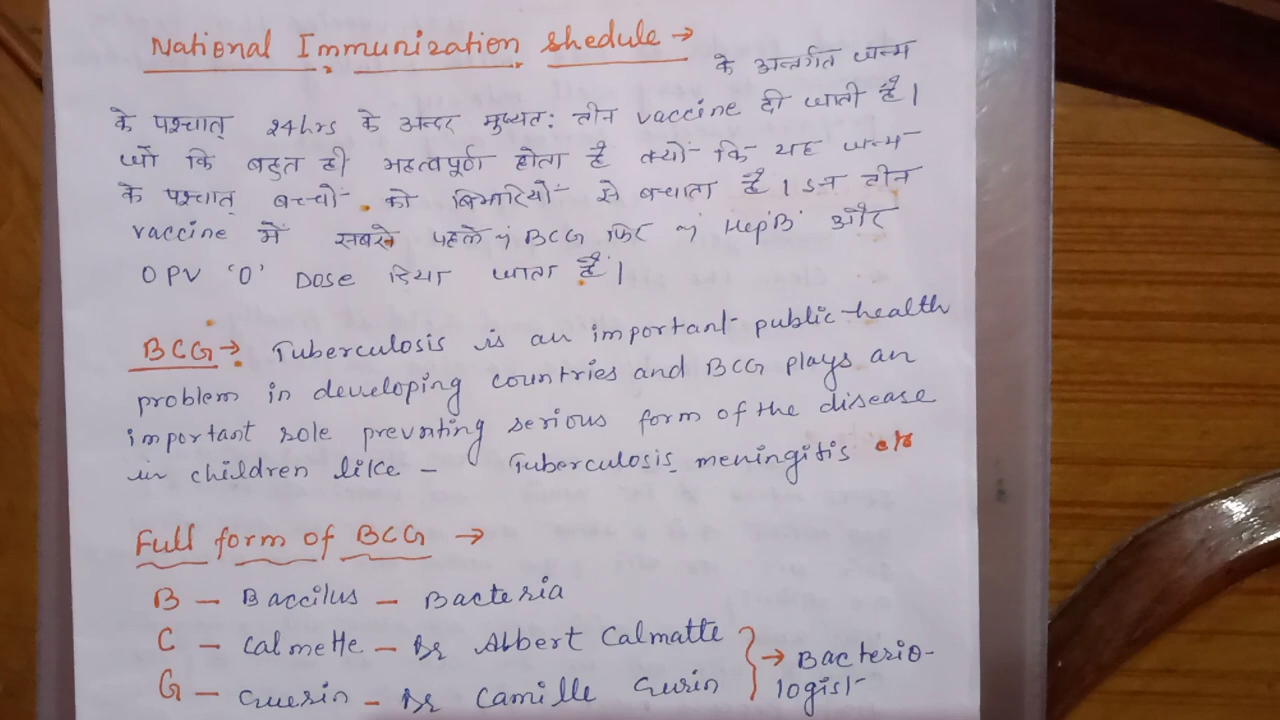 National Immunization Shedule →
के अन्तर्गत जन्म
के पश्चात् 24hrs के अन्दर मुख्यत: तीन vaccine दी जाती है।
जो कि बहुत ही महत्वपूर्ण होता है क्यों कि यह जन्म
के पश्चात् बच्चों को बिमारियों से बचाता है। इन तीन
vaccine में सबसे पहले BCG फिर Hep'B' और
OPV '0' Dose दिया जाता है।
BCG → Tuberculosis is an important public-health
problem in developing countries and BCG plays an
important role preventing serious form of the disease
in children like - Tuberculosis meningitis etc
Full form of BCG →
B - Baccilus - Bacteria
C - Calmette - Dr Albert Calmatte
G - Guerin - Dr Camille Gurin } → Bacterio-
logist